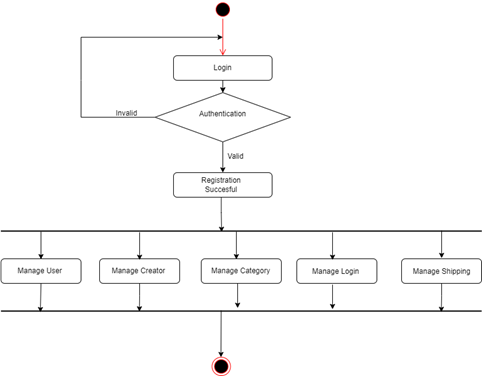 Login
Authentication
Invalid
Valid
Registration
Succesful
Manage User
Manage Creator
Manage Category
Manage Login
Manage Shipping